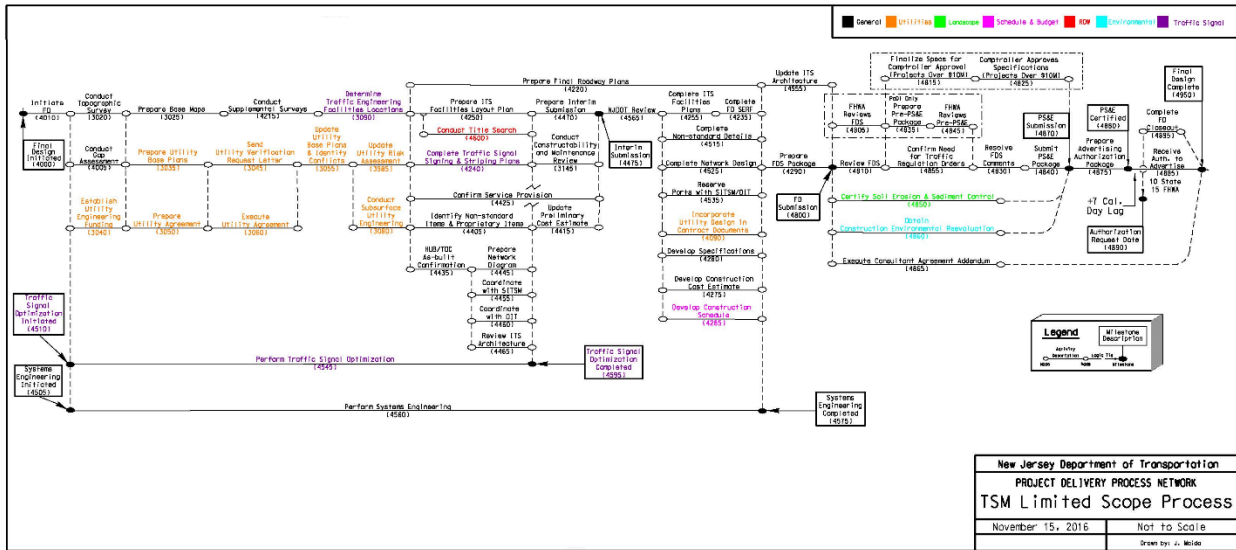 General Utilities Landscape Schedule & Budget ROW Environmental Traffic Signal
Finalize Specs for
Comptroller Approval
(Projects Over $10M)
(4815)
Comptroller Approves
Specifications
(Projects Over $10M)
(4825)
Final
Design
Complete
(4950)
Update ITS
Architecture
(4555)
Prepare Final Roadway Plans
(4220)
Initiate
FD
(4010)
Conduct
Topographic
Survey
(3020)
Prepare Base Maps
(3025)
Conduct
Supplemental Surveys
(4215)
Determine
Traffic Engineering
Facilities Locations
(3090)
Prepare ITS
Facilities Layout Plan
(4250)
Prepare Interim
Submission
(4470)
NJDOT Review
(4565)
Complete ITS
Facilities
Plans
(4255)
Complete
FD SERF
(4235)
FHWA
Reviews
FDS
(4805)
PoDI Only
Prepare
Pre-PS&E
Package
(4835)
FHWA
Reviews
Pre-PS&E
(4845)
PS&E
Submission
(4870)
PS&E
Certified
(4880)
Complete
FD
Closeout
(4895)
Final
Design
Initiated
(4000)
Conduct
Gap
Assessment
(4005)
Prepare Utility
Base Plans
(3035)
Send
Utility Verification
Request Letter
(3045)
Update
Utility
Base Plans
& Identify
Conflicts
(3055)
Update
Utility Risk
Assessment
(3585)
Conduct Title Search
(4600)
Complete Traffic Signal
Signing & Striping Plans
(4240)
Conduct
Constructability
and Maintenance
Review
(3145)
Interim
Submission
(4475)
Complete
Non-standard Details
(4515)
Complete Network Design
(4525)
Prepare
FDS Package
(4290)
Review FDS
(4810)
Confirm Need
for Traffic
Regulation Orders
(4855)
Resolve
FDS
Comments
(4830)
Submit
PS&E
Package
(4840)
Prepare
Advertising
Authorization
Package
(4875)
Receive
Auth. to
Advertise
(4885)
10 State
15 FHWA
Confirm Service Provision
(4425)
Reserve
Ports with SITSM/OIT
(4535)
FD
Submission
(4800)
Certify Soil Erosion & Sediment Control
(4850)
+7 Cal.
Day Lag
Establish
Utility
Engineering
Funding
(3040)
Prepare
Utility Agreement
(3050)
Execute
Utility Agreement
(3060)
Conduct
Subsurface
Utility
Engineering
(3080)
Identify Non-standard
Items & Proprietary Items
(4405)
Update
Preliminary
Cost Estimate
(4415)
Incorporate
Utility Design in
Contract Documents
(4090)
Obtain
Construction Environmental Reevaluation
(4860)
Authorization
Request Date
(4890)
HUB/TOC
As-built
Confirmation
(4435)
Prepare
Network
Diagram
(4445)
Develop Specifications
(4280)
Execute Consultant Agreement Addendum
(4865)
Coordinate
with SITSM
(4455)
Develop Construction
Cost Estimate
(4275)
Coordinate
with OIT
(4460)
Develop Construction
Schedule
(4285)
Review ITS
Architecture
(4465)
Traffic
Signal
Optimization
Initiated
(4510)
Perform Traffic Signal Optimization
(4545)
Traffic Signal
Optimization
Completed
(4595)
Systems
Engineering
Initiated
(4505)
Perform Systems Engineering
(4580)
Systems
Engineering
Completed
(4575)
Legend
Milestone
Description
Activity
Description
Logic Tie
Milestone
New Jersey Department of Transportation
PROJECT DELIVERY PROCESS NETWORK
TSM Limited Scope Process
November 15, 2016
Not to Scale
Drawn by: J. Maida